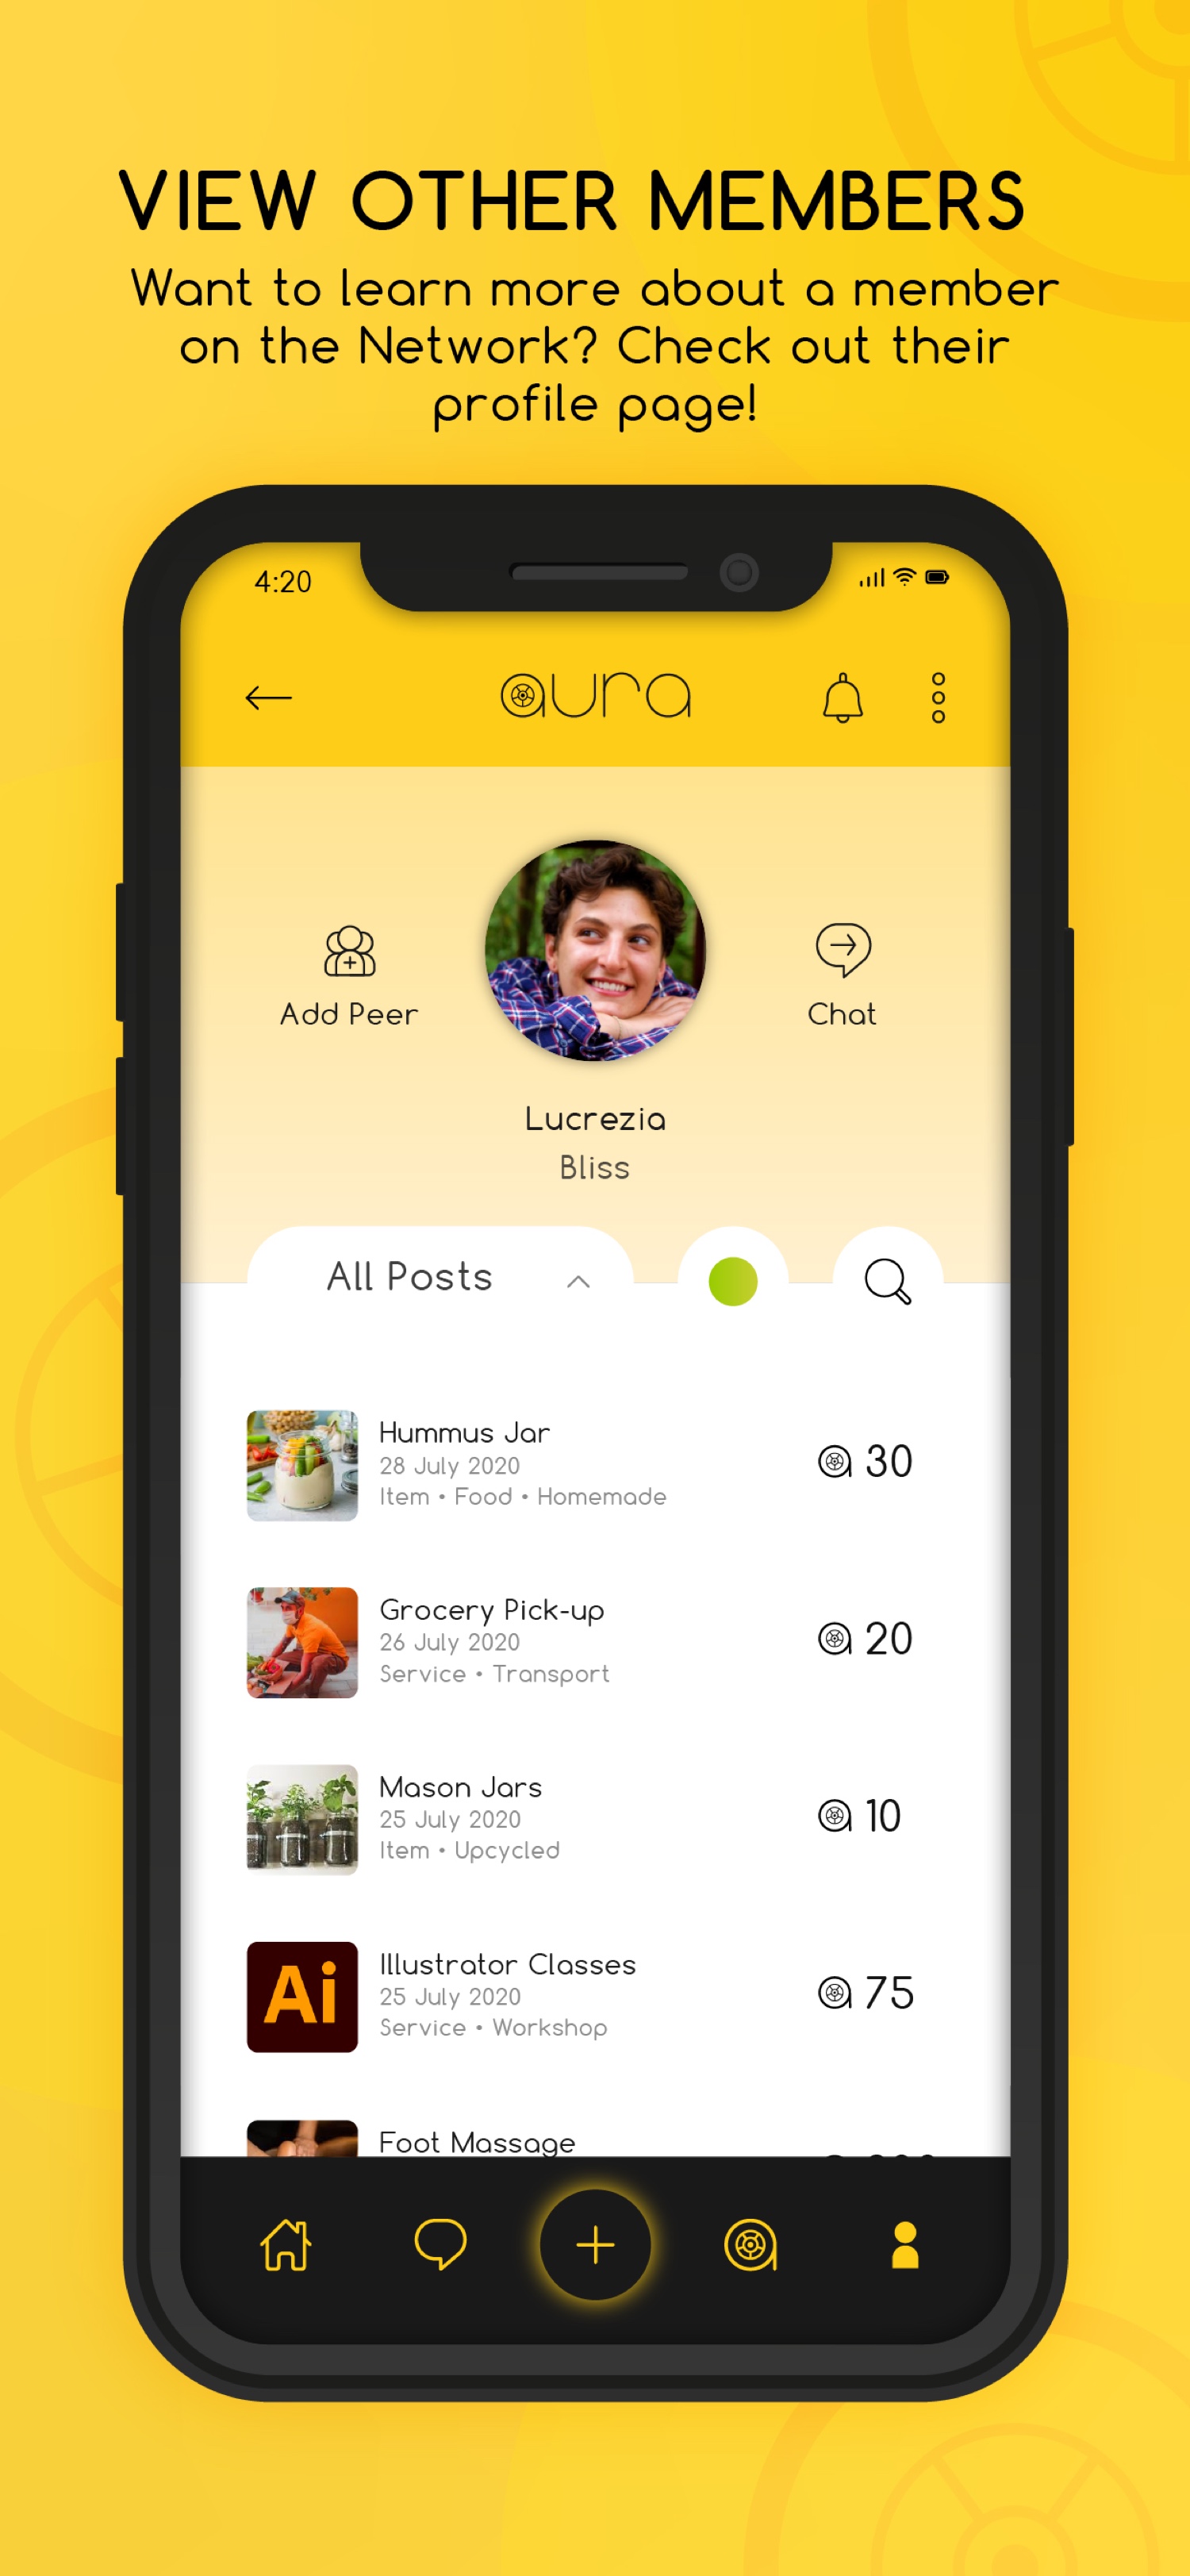 VIEW OTHER MEMBERS
Want to learn more about a member
on the Network? Check out their
profile page!
4:20
aura
Add Peer
Chat
Lucrezia
Bliss
All Posts
Hummus Jar
28 July 2020
Item • Food • Homemade
30
Grocery Pick-up
26 July 2020
Service • Transport
20
Mason Jars
25 July 2020
Item • Upcycled
10
Ai
Illustrator Classes
25 July 2020
Service • Workshop
75
Foot Massage